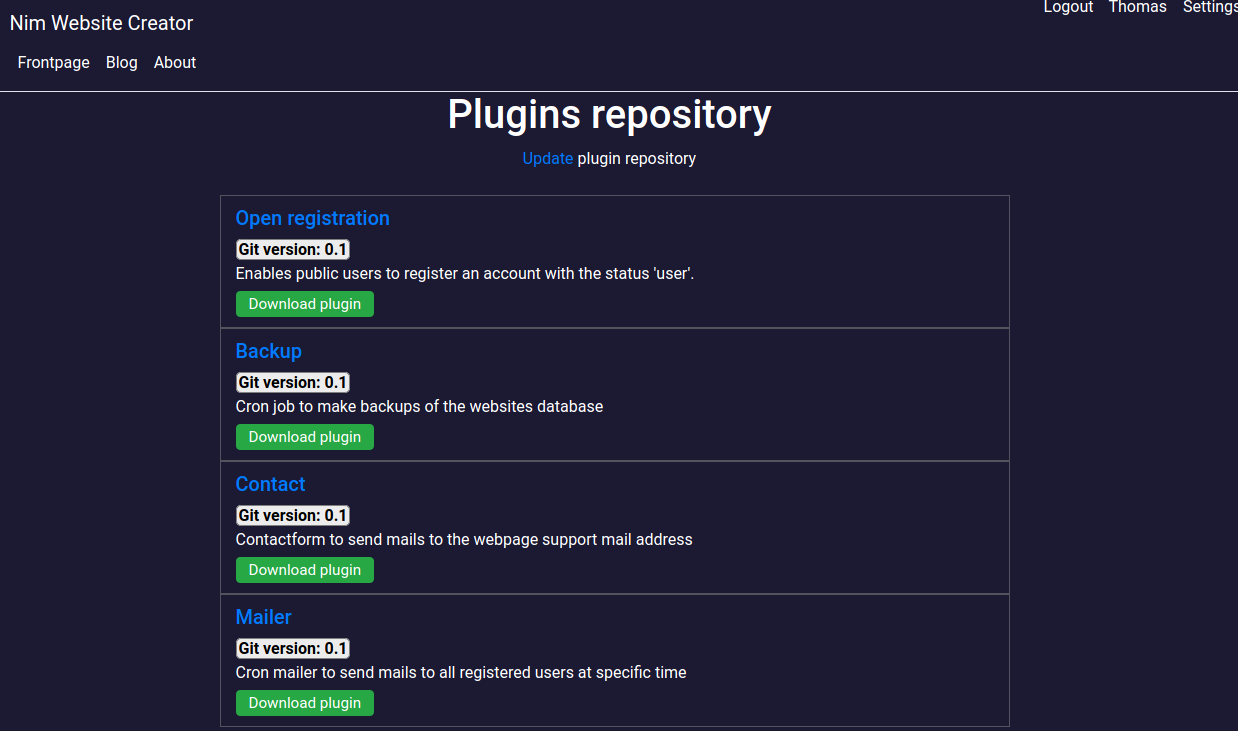 Nim Website Creator
Logout Thomas Settings
Frontpage Blog About
Plugins repository
Update plugin repository
Open registration
Git version: 0.1
Enables public users to register an account with the status 'user'.
Download plugin
Backup
Git version: 0.1
Cron job to make backups of the websites database
Download plugin
Contact
Git version: 0.1
Contactform to send mails to the webpage support mail address
Download plugin
Mailer
Git version: 0.1
Cron mailer to send mails to all registered users at specific time
Download plugin